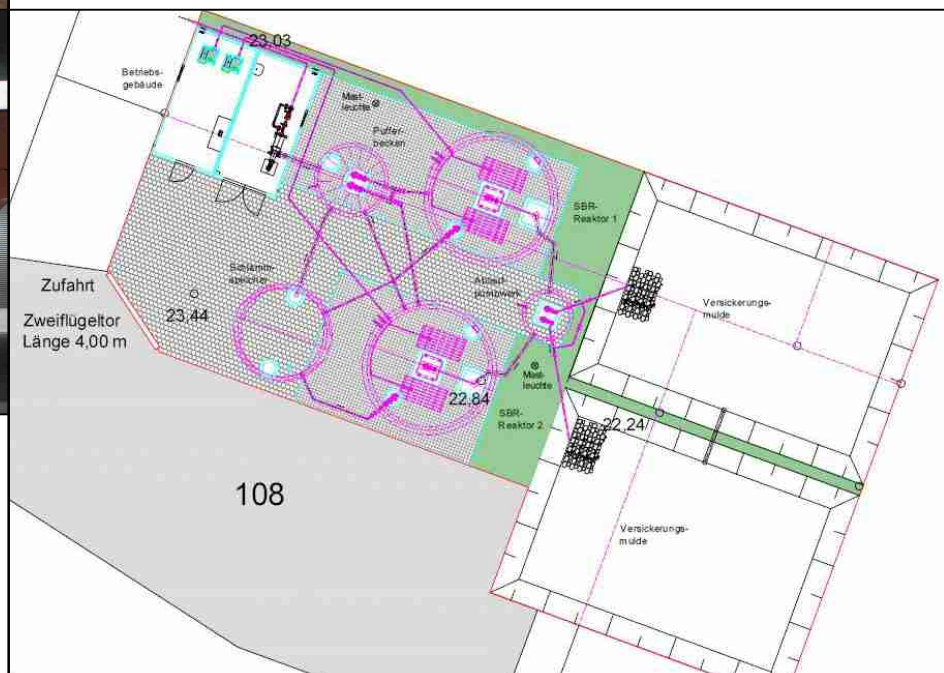 23.03
Betriebs-
gebäude
Mast-
leuchte
Puffer-
becken
SBR-
Reaktor 1
Schlamm-
speicher
Ablauf-
pumpwerk
Zufahrt
Zweiflügeltor
Länge 4,00 m
23,44
Versickerungs-
mulde
Mast-
leuchte
22.84
SBR-
Reaktor 2
22,24
108
Versickerungs-
mulde